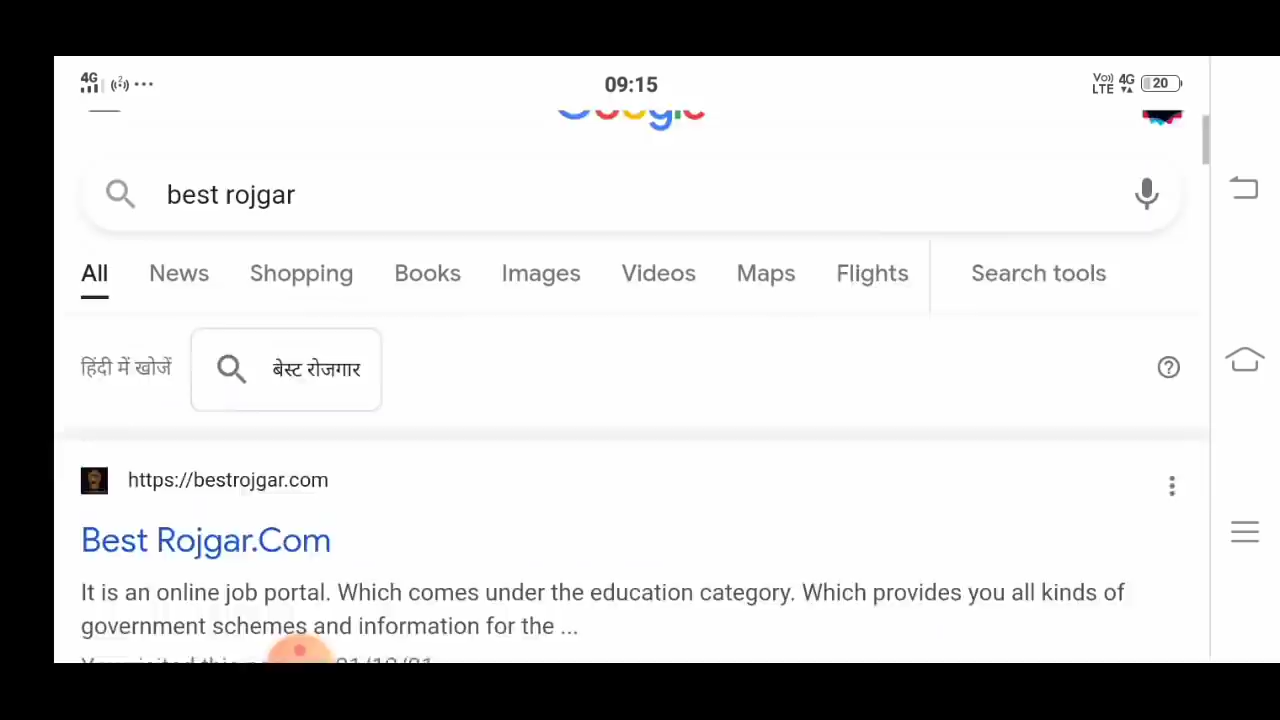 4G
09:15
Vo) 4G
LTE
20
Google
best rojgar
All News Shopping Books Images Videos Maps Flights Search tools
हिंदी में खोजें
बेस्ट रोजगार
https://bestrojgar.com
Best Rojgar.Com
It is an online job portal. Which comes under the education category. Which provides you all kinds of
government schemes and information for the ...